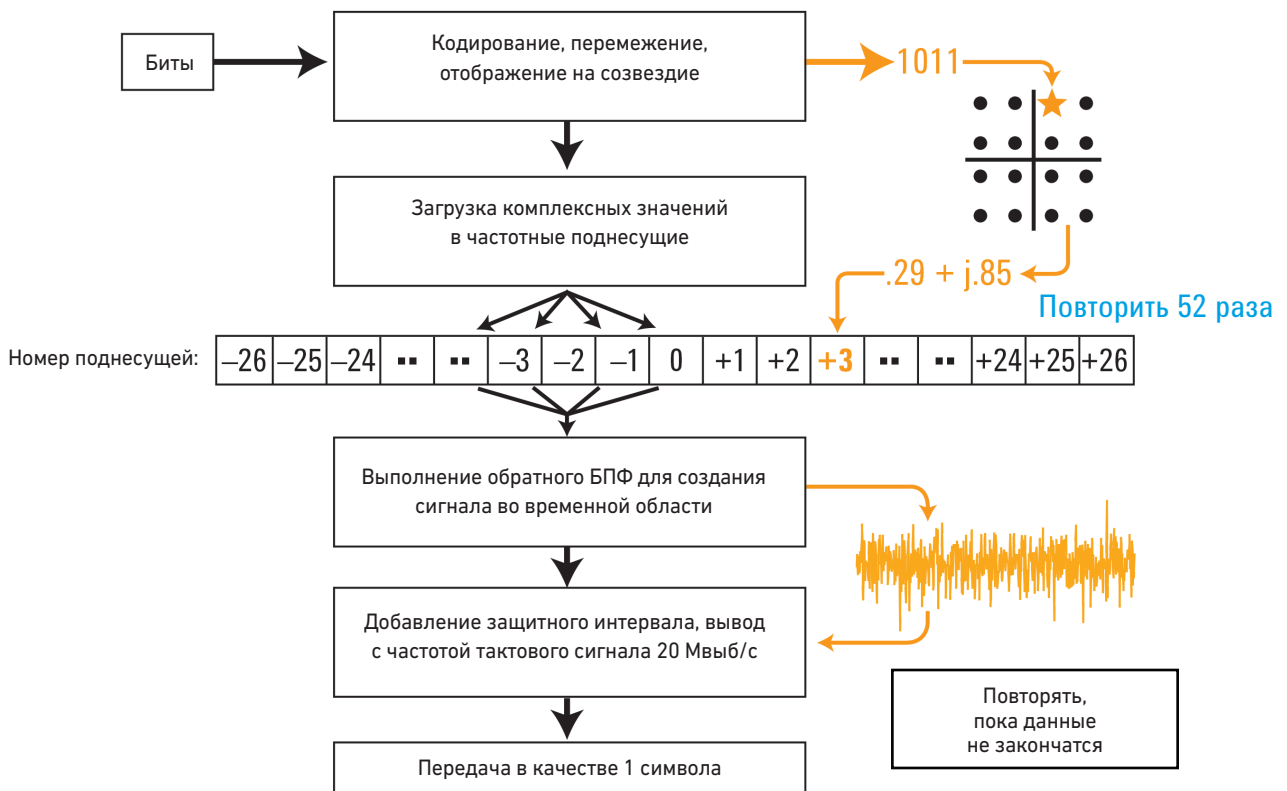 Биты
Кодирование, перемежение,
отображение на созвездие
1011
Загрузка комплексных значений
в частотные поднесущие
.29 + j.85
Повторить 52 раза
Номер поднесущей:
–26 –25 –24 ▪▪ ▪▪ –3 –2 –1 0 +1 +2 +3 ▪▪ ▪▪ +24 +25 +26
Выполнение обратного БПФ для создания
сигнала во временной области
Добавление защитного интервала, вывод
с частотой тактового сигнала 20 Мвыб/с
Повторять,
пока данные
не закончатся
Передача в качестве 1 символа